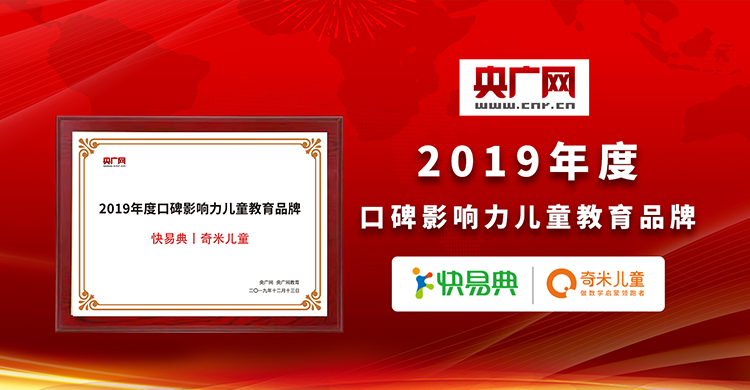 央广网
www.cnr.cn
2019年度口碑影响力儿童教育品牌
快易典丨奇米儿童
央广网 央广网教育
二〇一九年十二月十三日
央广网
www.cnr.cn
2019年度
口碑影响力儿童教育品牌
快易典
奇米儿童
做数学启蒙领跑者